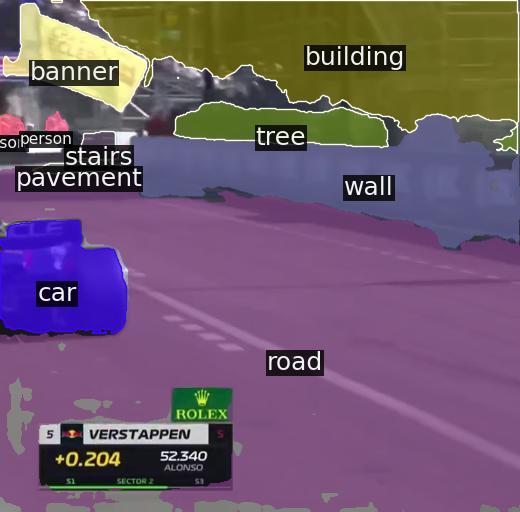 banner
building
person
tree
stairs
pavement
wall
car
road
ROLEX
5 VERSTAPPEN 5
+0.204 52.340
ALONSO
S1 SECTOR 2 S3